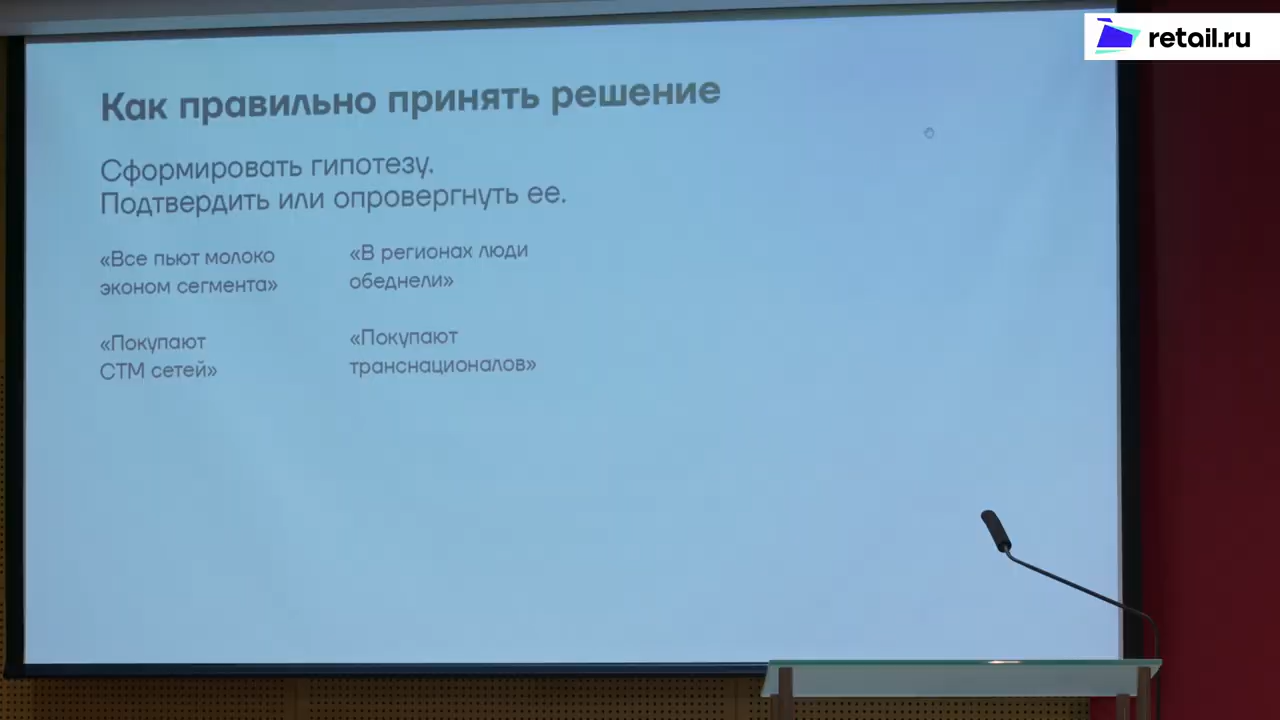 retail.ru
Как правильно принять решение
Сформировать гипотезу.
Подтвердить или опровергнуть ее.
«Все пьют молоко
эконом сегмента»
«В регионах люди
обеднели»
«Покупают
СТМ сетей»
«Покупают
транснационалов»